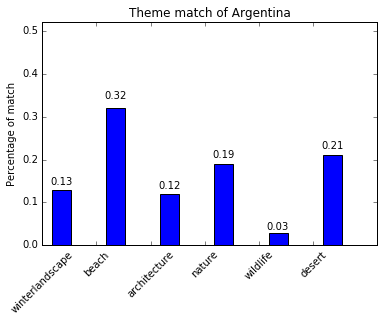 Theme match of Argentina
Percentage of match
0.5
0.4
0.3
0.2
0.1
0.0
0.13
0.32
0.12
0.19
0.03
0.21
winterlandscape
beach
architecture
nature
wildlife
desert